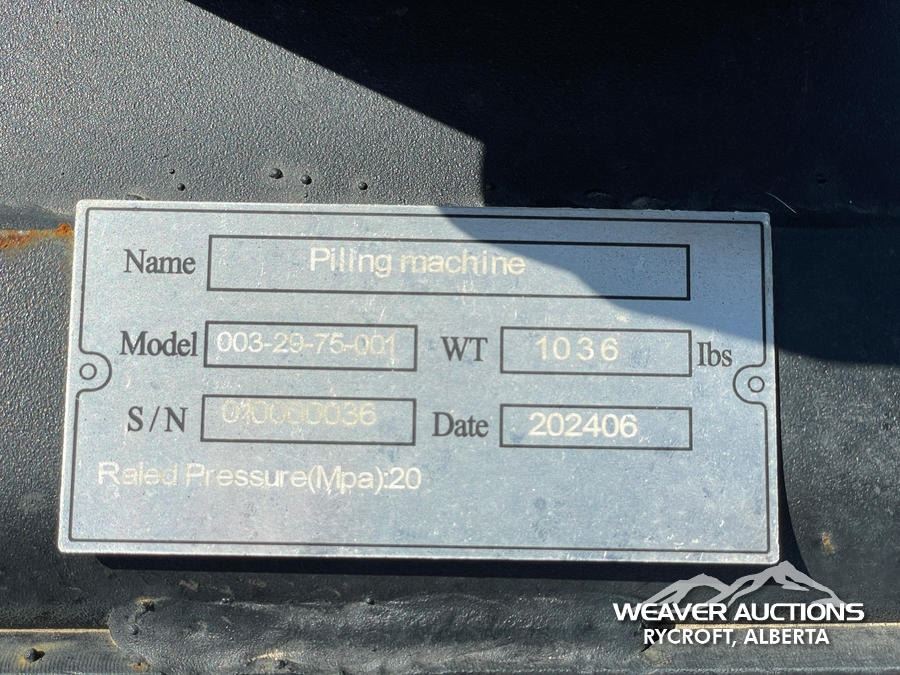 Name Piling machine
Model 003-29-75-001 WT 1036 lbs
S/N 010000036 Date 202406
Raled Pressure(Mpa):20
WEAVER AUCTIONS
RYCROFT, ALBERTA